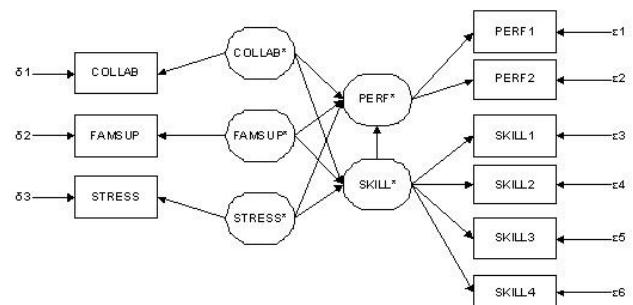 δ1
COLLAB
COLLAB*
δ2
FAMSUP
FAMSUP*
δ3
STRESS
STRESS*
PERF*
SKILL*
PERF1
ε1
PERF2
ε2
SKILL1
ε3
SKILL2
ε4
SKILL3
ε5
SKILL4
ε6